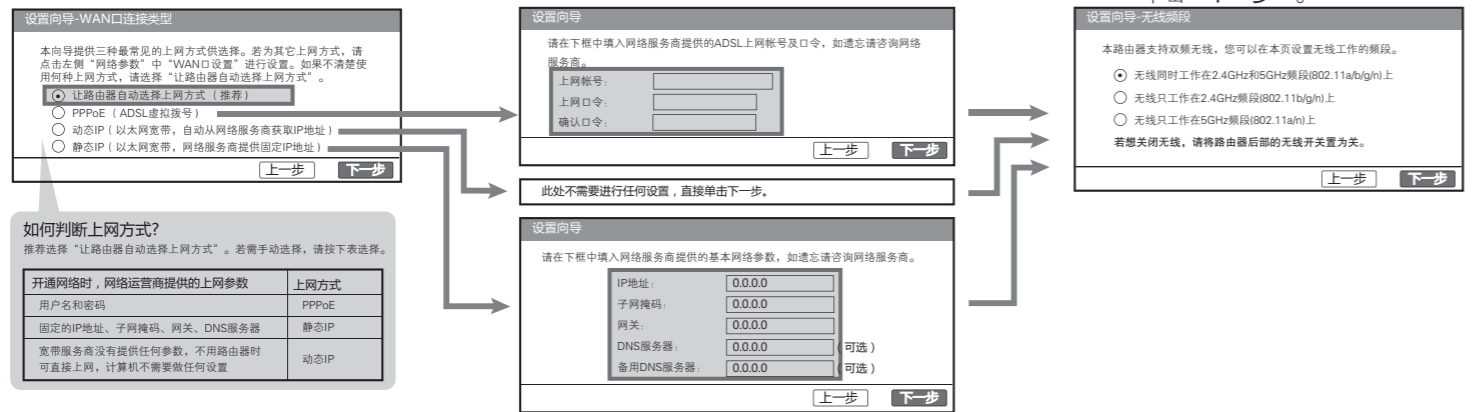 设置向导-WAN口连接类型
本向导提供三种最常见的上网方式供选择。若为其它上网方式，请
点击左侧“网络参数”中“WAN口设置”进行设置。如果不清楚使
用何种上网方式，请选择“让路由器自动选择上网方式”。
让路由器自动选择上网方式（推荐）
PPPoE（ADSL虚拟拨号）
动态IP（以太网宽带，自动从网络服务商获取IP地址）
静态IP（以太网宽带，网络服务商提供固定IP地址）
上一步 下一步
如何判断上网方式?
推荐选择“让路由器自动选择上网方式”。若需手动选择，请按下表选择。
开通网络时，网络运营商提供的上网参数 上网方式
用户名和密码 PPPoE
固定的IP地址、子网掩码、网关、DNS服务器 静态IP
宽带服务商没有提供任何参数，不用路由器时
可直接上网，计算机不需要做任何设置 动态IP
设置向导
请在下框中填入网络服务商提供的ADSL上网帐号及口令，如遗忘请咨询网络
服务商。
上网帐号：
上网口令：
确认口令：
上一步 下一步
此处不需要进行任何设置，直接单击下一步。
设置向导
请在下框中填入网络服务商提供的基本网络参数，如遗忘请咨询网络服务商。
IP地址： 0.0.0.0
子网掩码： 0.0.0.0
网关： 0.0.0.0
DNS服务器： 0.0.0.0 （可选）
备用DNS服务器： 0.0.0.0 （可选）
上一步 下一步
设置向导-无线频段
本路由器支持双频无线，您可以在本页设置无线工作的频段。
无线同时工作在2.4GHz和5GHz频段(802.11a/b/g/n)上
无线只工作在2.4GHz频段(802.11b/g/n)上
无线只工作在5GHz频段(802.11a/n)上
若想关闭无线，请将路由器后部的无线开关置为关。
上一步 下一步